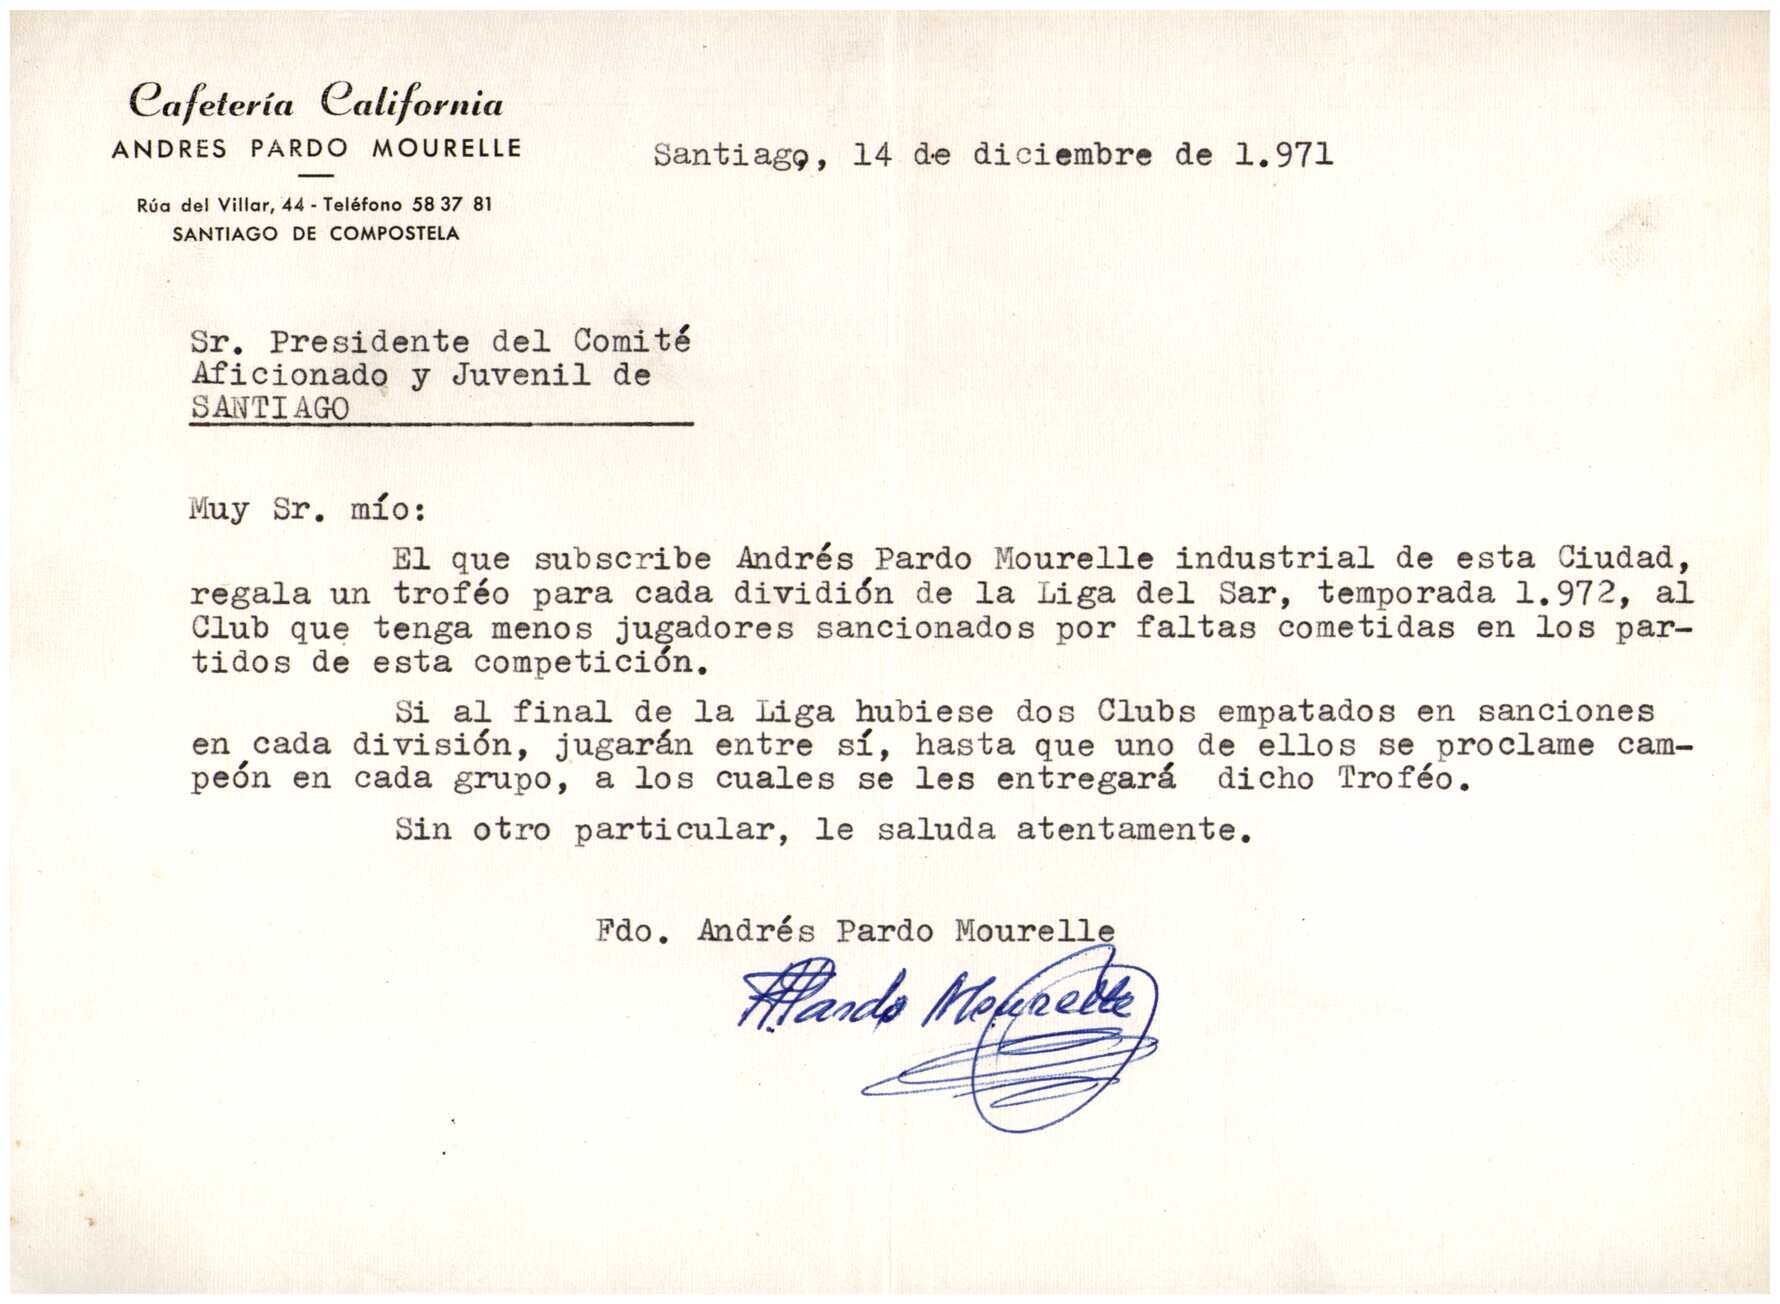 Cafetería California
ANDRES PARDO MOURELLE
Rúa del Villar, 44 - Teléfono 58 37 81
SANTIAGO DE COMPOSTELA
Santiago, 14 de diciembre de 1.971
Sr. Presidente del Comité
Aficionado y Juvenil de
SANTIAGO
Muy Sr. mío:
El que subscribe Andrés Pardo Mourelle industrial de esta Ciudad,
regala un troféo para cada dividión de la Liga del Sar, temporada 1.972, al
Club que tenga menos jugadores sancionados por faltas cometidas en los par-
tidos de esta competición.
Si al final de la Liga hubiese dos Clubs empatados en sanciones
en cada división, jugarán entre sí, hasta que uno de ellos se proclame cam-
peón en cada grupo, a los cuales se les entregará dicho Troféo.
Sin otro particular, le saluda atentamente.
Fdo. Andrés Pardo Mourelle
A. Pardo Mourelle